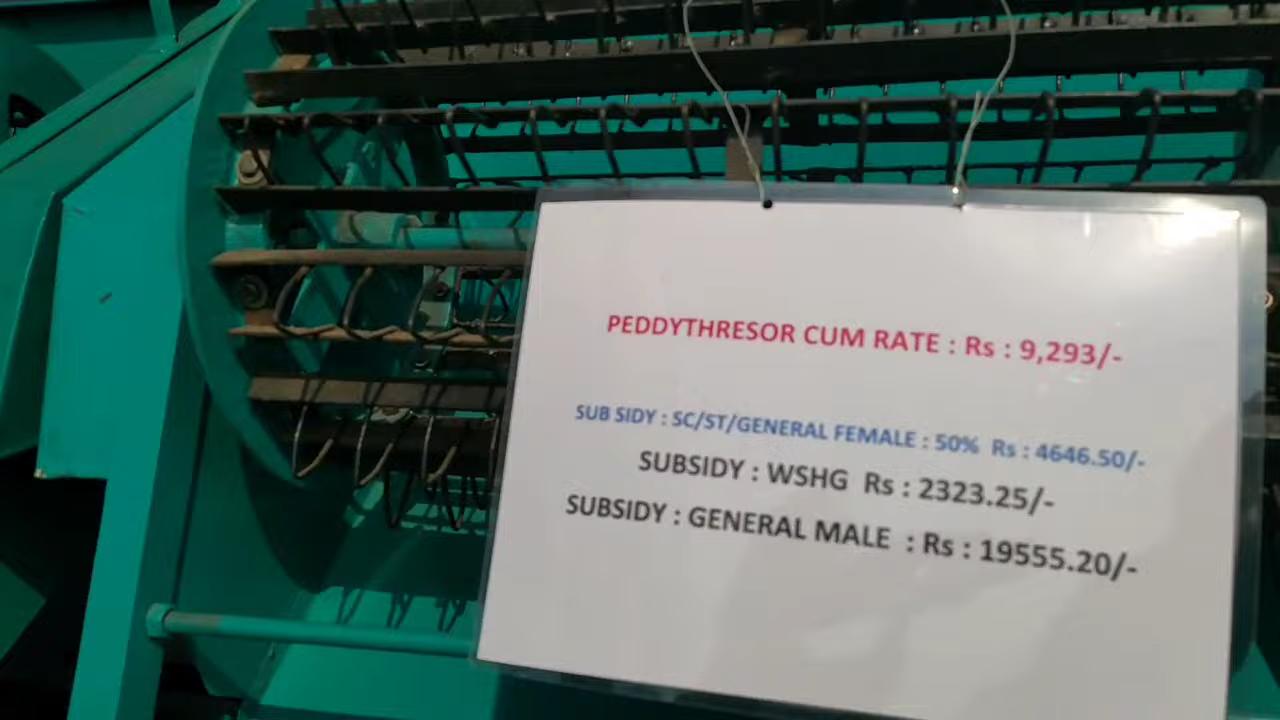 PEDDYTHRESOR CUM RATE : Rs : 9,293/-
SUB SIDY : SC/ST/GENERAL FEMALE : 50% Rs : 4646.50/-
SUBSIDY : WSHG Rs : 2323.25/-
SUBSIDY : GENERAL MALE : Rs : 19555.20/-